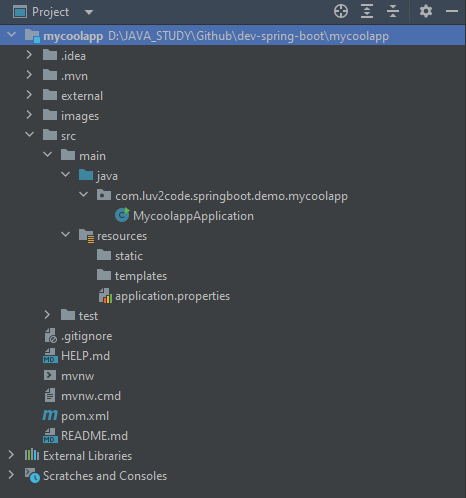 Project
mycoolapp D:\JAVA_STUDY\Github\dev-spring-boot\mycoolapp
.idea
.mvn
external
images
src
main
java
com.luv2code.springboot.demo.mycoolapp
C MycoolappApplication
resources
static
templates
application.properties
test
.gitignore
MD HELP.md
mvnw
mvnw.cmd
m pom.xml
MD README.md
External Libraries
Scratches and Consoles